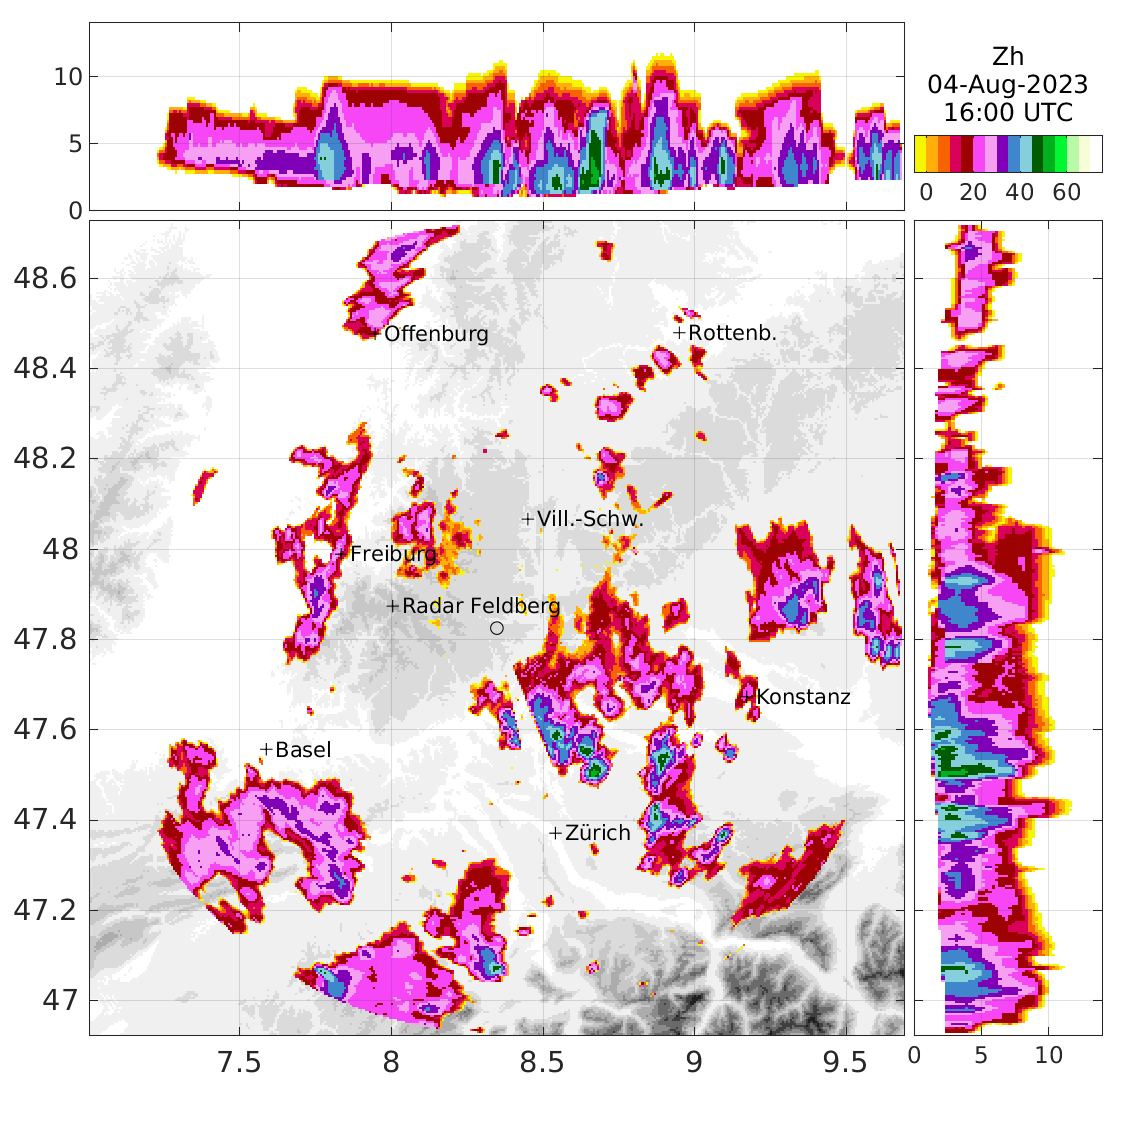 10
5
0
Zh
04-Aug-2023
16:00 UTC
0 20 40 60
48.6
48.4
48.2
48
47.8
47.6
47.4
47.2
47
Offenburg
Rottenb.
Vill.-Schw.
Freiburg
Radar Feldberg
Konstanz
Basel
Zürich
7.5 8 8.5 9 9.5
0 5 10